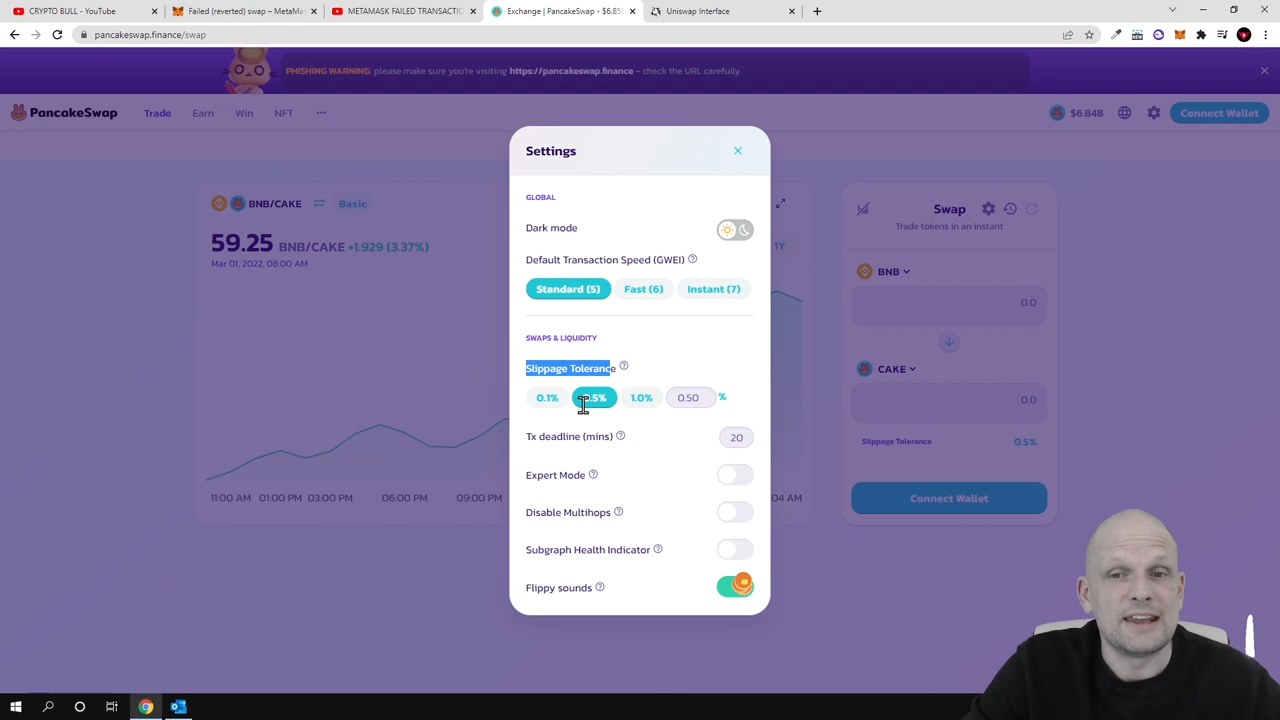 CRYPTO BULL - YouTube
Failed (reverted) swap – MetaMas
METAMASK FAILED TRANSACTIO
Exchange | PancakeSwap - $6.85
Uniswap Interface
pancakeswap.finance/swap
PHISHING WARNING: please make sure you're visiting https://pancakeswap.finance – check the URL carefully.
PancakeSwap
Trade
Earn
Win
NFT
$6.848
Connect Wallet
Settings
GLOBAL
Dark mode
Default Transaction Speed (GWEI)
Standard (5)
Fast (6)
Instant (7)
SWAPS & LIQUIDITY
Slippage Tolerance
0.1%
0.5%
1.0%
0.50
%
Tx deadline (mins)
20
Expert Mode
Disable Multihops
Subgraph Health Indicator
Flippy sounds
BNB/CAKE
Basic
59.25 BNB/CAKE +1.929 (3.37%)
Mar 01, 2022, 08:00 AM
1Y
11:00 AM 01:00 PM 03:00 PM 06:00 PM 09:00 PM
04 AM
Swap
Trade tokens in an instant
BNB
0.0
CAKE
0.0
Slippage Tolerance
0.5%
Connect Wallet